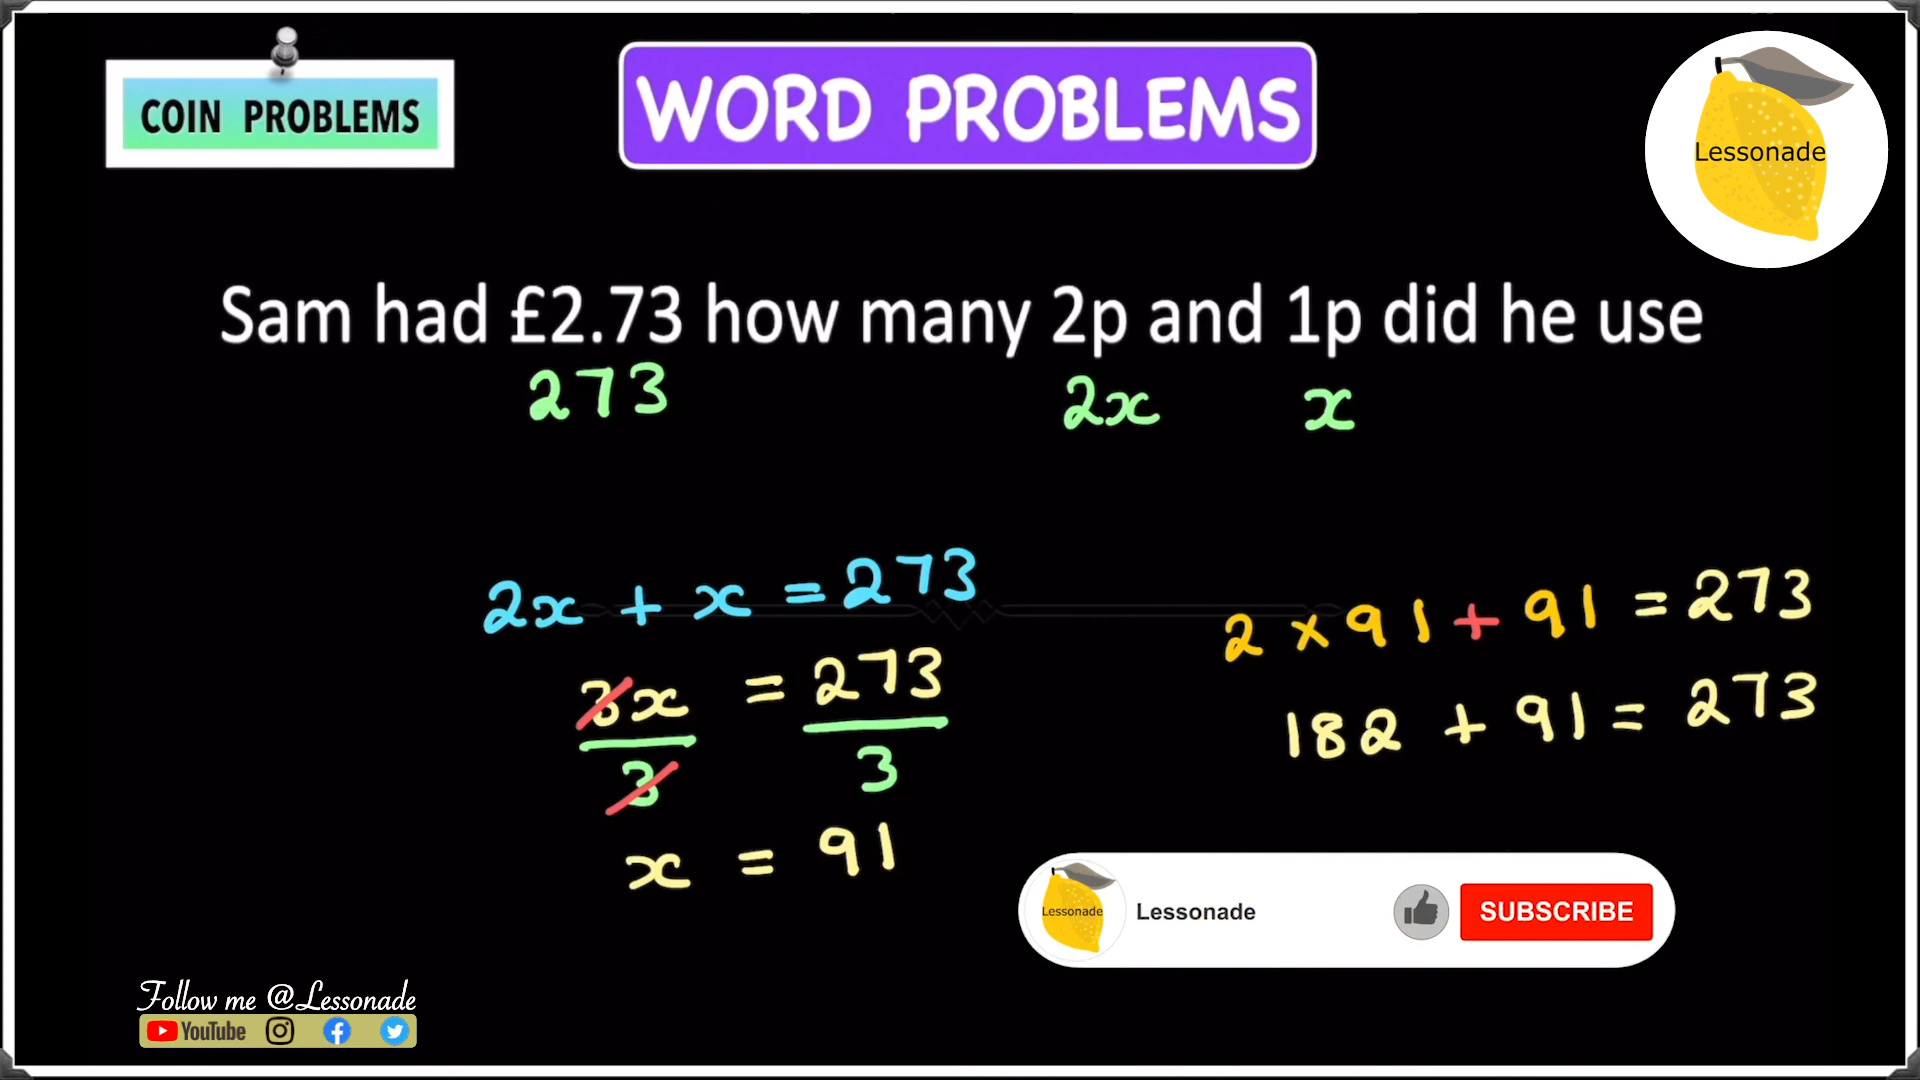 COIN PROBLEMS
WORD PROBLEMS
Lessonade
Sam had £2.73 how many 2p and 1p did he use
273 2x x
2x + x = 273
3x = 273
3 3
x = 91
2 × 91 + 91 = 273
182 + 91 = 273
Lessonade
Lessonade
SUBSCRIBE
Follow me @Lessonade
YouTube